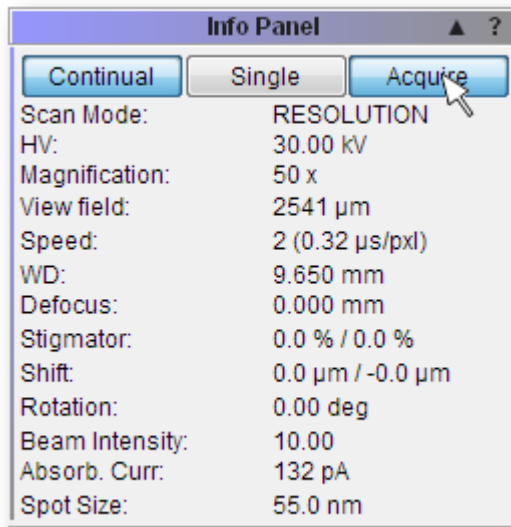 Info Panel ▲ ?
Continual Single Acquire
Scan Mode: RESOLUTION
HV: 30.00 kV
Magnification: 50 x
View field: 2541 µm
Speed: 2 (0.32 µs/pxl)
WD: 9.650 mm
Defocus: 0.000 mm
Stigmator: 0.0 % / 0.0 %
Shift: 0.0 µm / -0.0 µm
Rotation: 0.00 deg
Beam Intensity: 10.00
Absorb. Curr: 132 pA
Spot Size: 55.0 nm